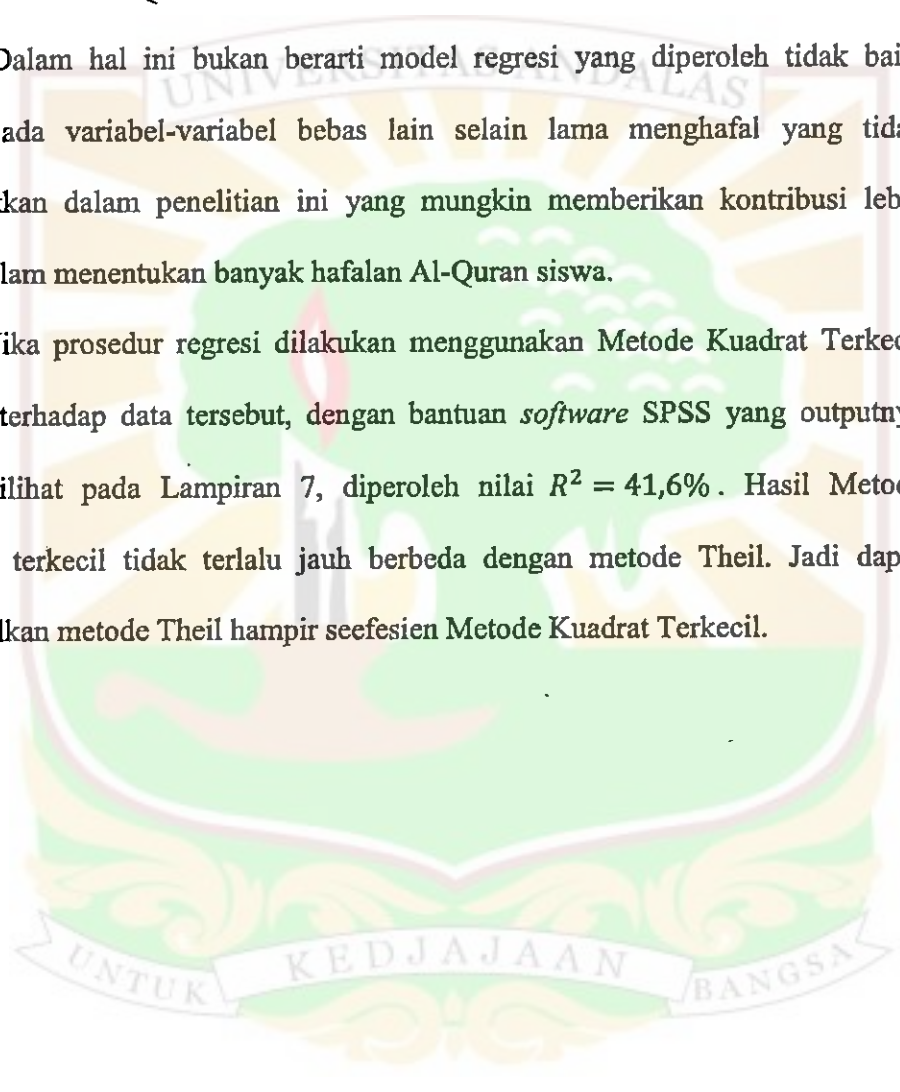 UNIVERSITAS ANDALAS
Dalam hal ini bukan berarti model regresi yang diperoleh tidak bai
ada variabel-variabel bebas lain selain lama menghafal yang tida
kan dalam penelitian ini yang mungkin memberikan kontribusi leb
lam menentukan banyak hafalan Al-Quran siswa.
ika prosedur regresi dilakukan menggunakan Metode Kuadrat Terkec
terhadap data tersebut, dengan bantuan software SPSS yang outputny
ilihat pada Lampiran 7, diperoleh nilai R² = 41,6% . Hasil Metod
terkecil tidak terlalu jauh berbeda dengan metode Theil. Jadi dap
lkan metode Theil hampir seefesien Metode Kuadrat Terkecil.
UNTUK KEDJAJAAN BANGSA